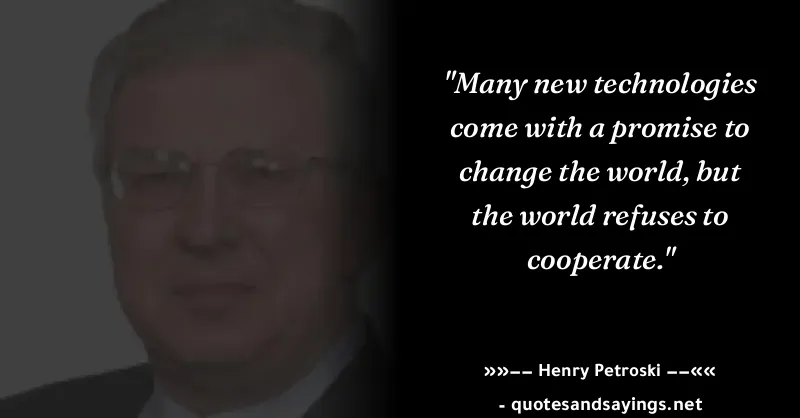 "Many new technologies
come with a promise to
change the world, but
the world refuses to
cooperate."
»»–– Henry Petroski ––««
- quotesandsayings.net